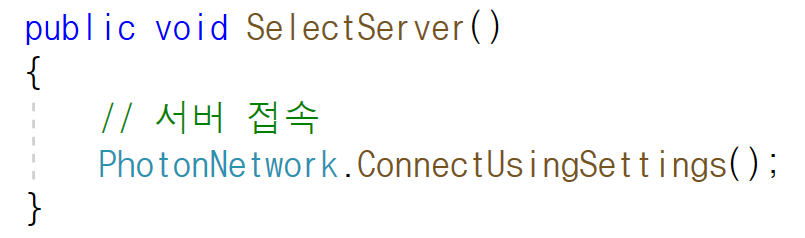 public void SelectServer()
{
// 서버 접속
PhotonNetwork.ConnectUsingSettings();
}